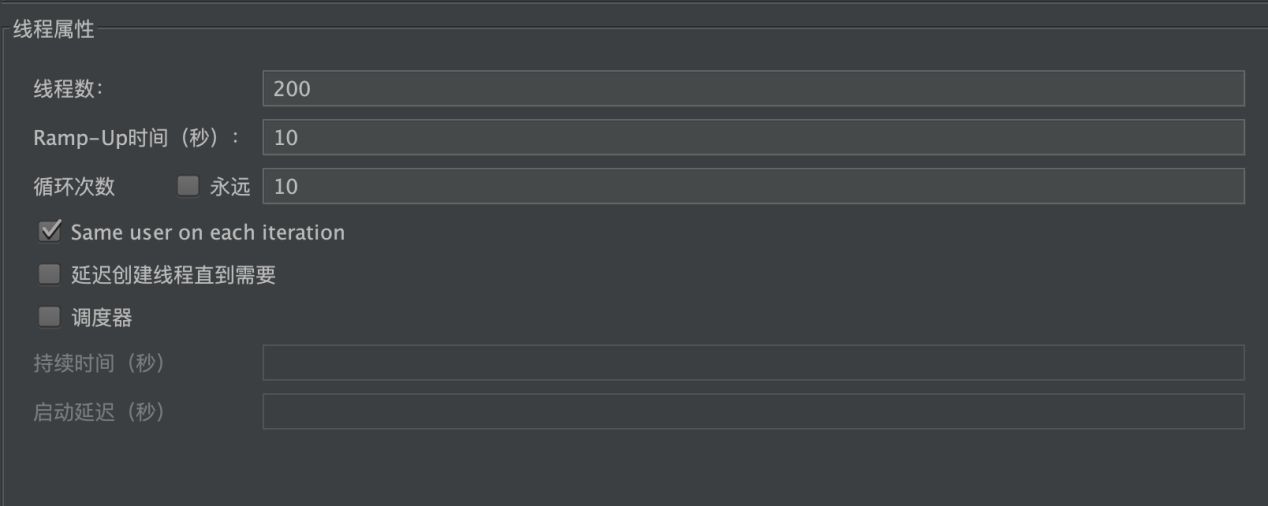 线程属性
线程数： 200
Ramp-Up时间（秒）： 10
循环次数 永远 10
Same user on each iteration
延迟创建线程直到需要
调度器
持续时间（秒）
启动延迟（秒）